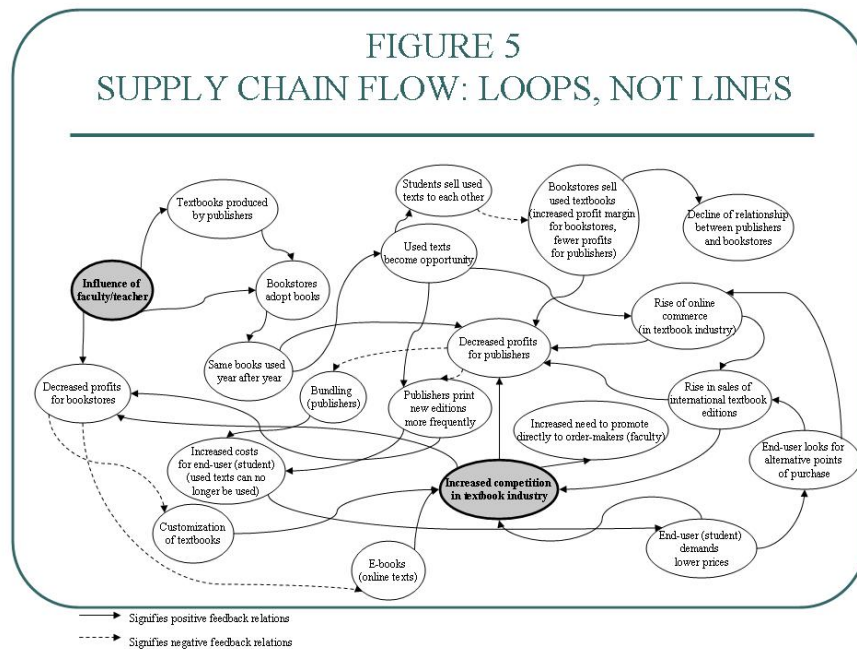 FIGURE 5
SUPPLY CHAIN FLOW: LOOPS, NOT LINES
Students sell used
texts to each other
Bookstores sell
used textbooks
(increased profit margin
for bookstores,
fewer profits
for publishers)
Textbooks produced
by publishers
Decline of relationship
between publishers
and bookstores
Used texts
become opportunity
Influence of
faculty/teacher
Bookstores
adopt books
Rise of online
commerce
(in textbook industry)
Same books used
year after year
Decreased profits
for publishers
Decreased profits
for bookstores
Bundling
(publishers)
Publishers print
new editions
more frequently
Rise in sales of
international textbook
editions
Increased need to promote
directly to order-makers (faculty)
Increased costs
for end-user (student)
(used texts can no
longer be used)
End-user looks for
alternative points
of purchase
Increased competition
in textbook industry
Customization
of textbooks
End-user (student)
demands
lower prices
E-books
(online texts)
Signifies positive feedback relations
Signifies negative feedback relations